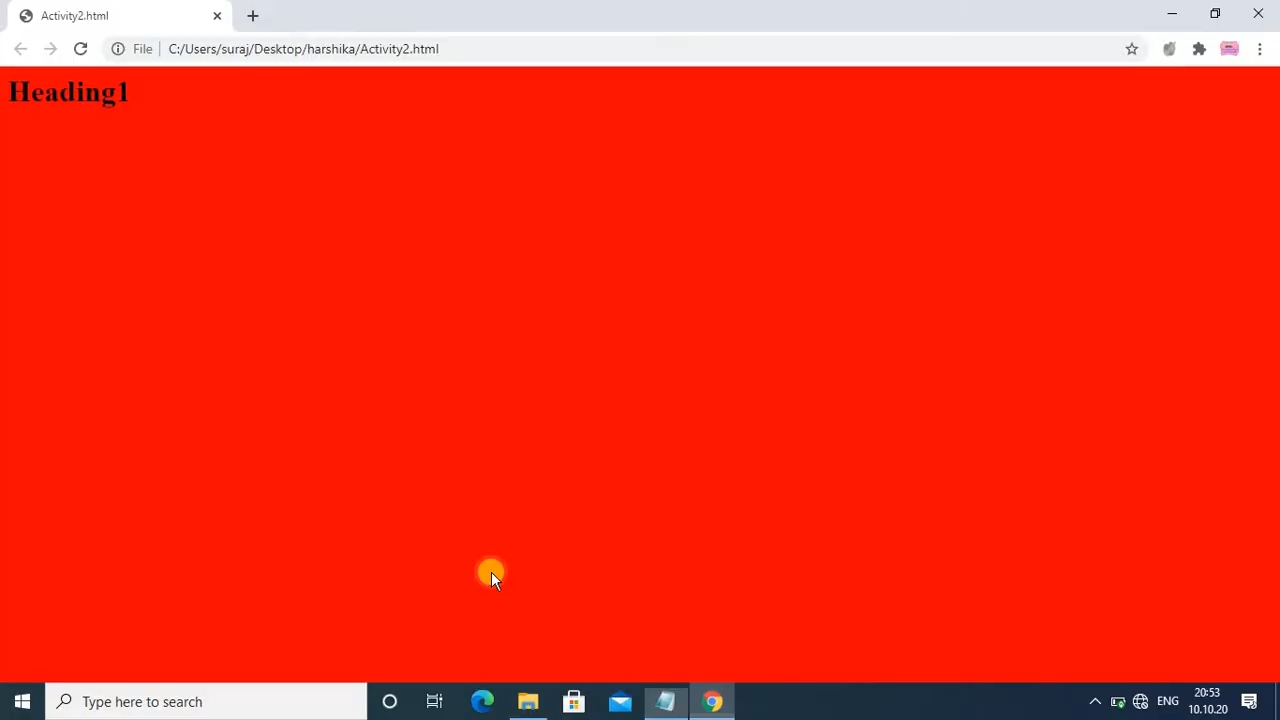 Activity2.html
File
C:/Users/suraj/Desktop/harshika/Activity2.html
Heading1
Type here to search
ENG
20:53
10.10.20